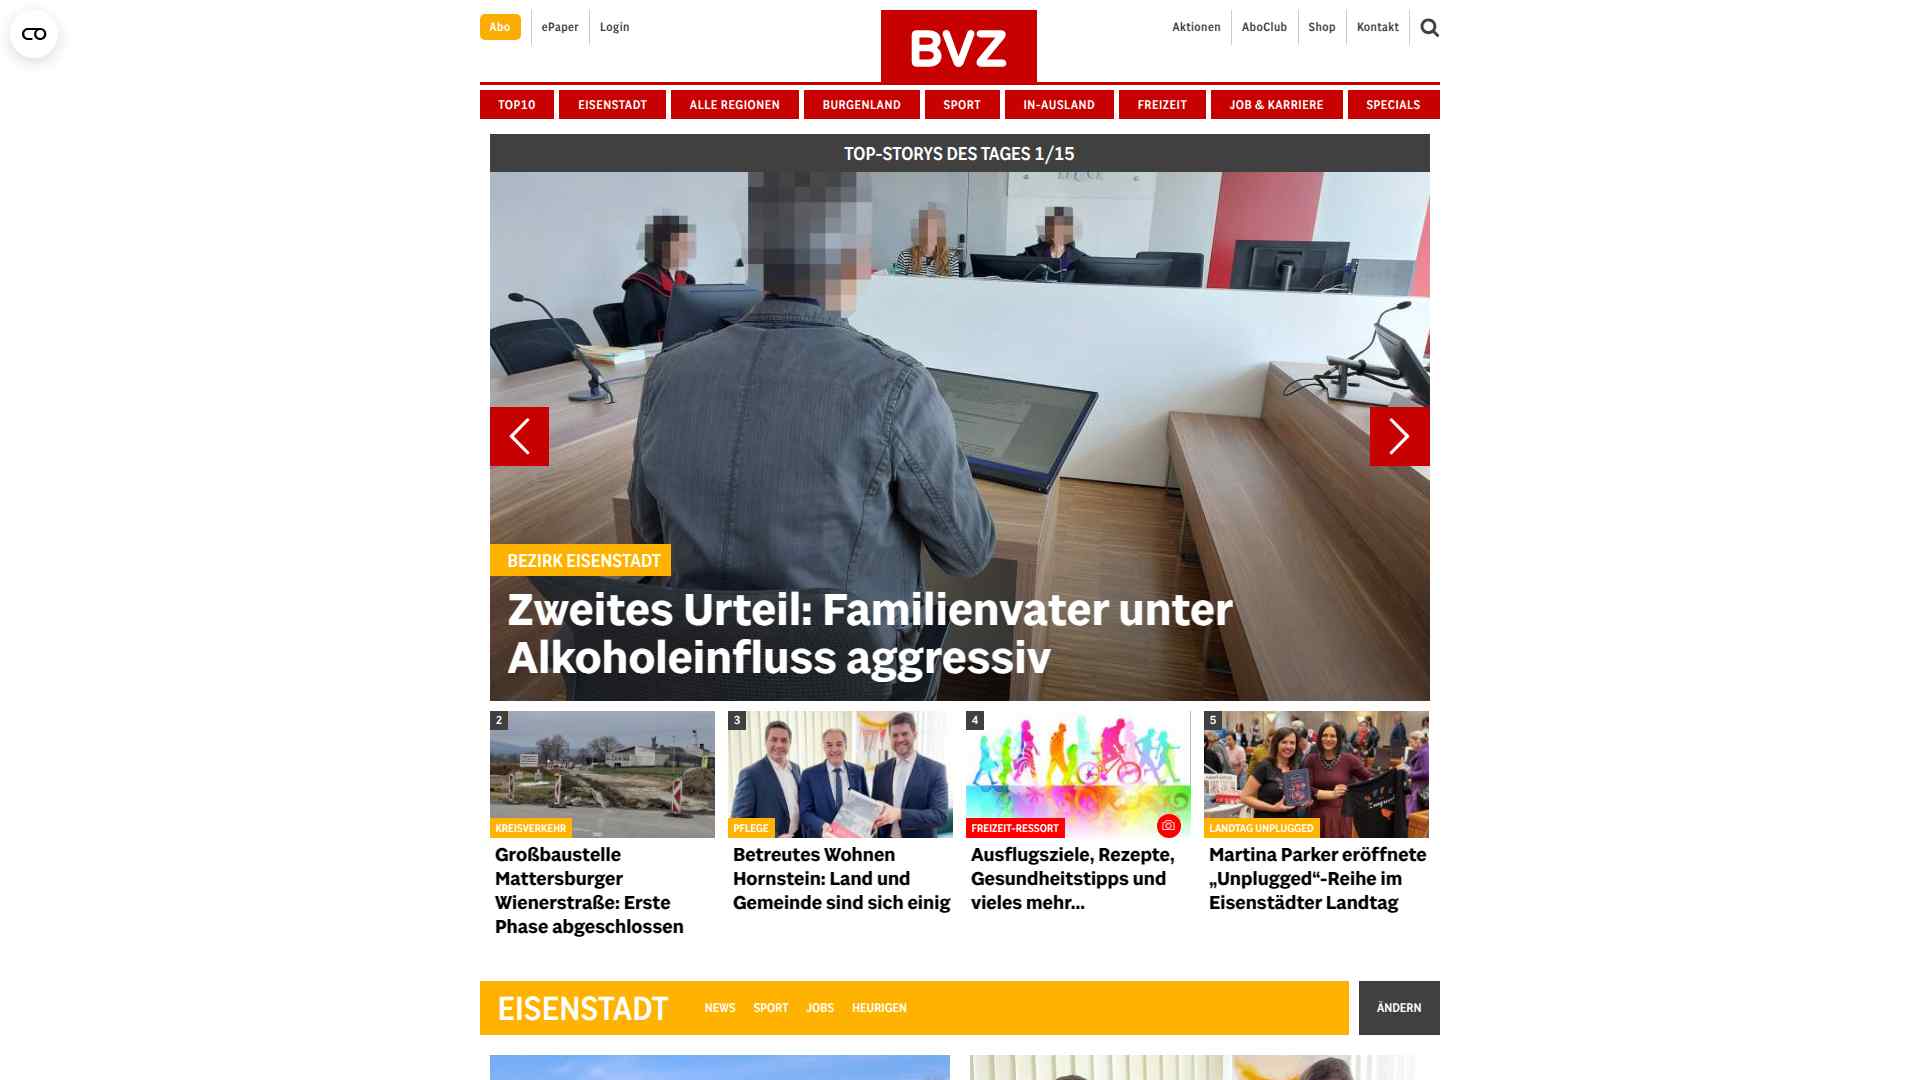 Abo
ePaper
Login
BVZ
Aktionen
AboClub
Shop
Kontakt
TOP10
EISENSTADT
ALLE REGIONEN
BURGENLAND
SPORT
IN-AUSLAND
FREIZEIT
JOB & KARRIERE
SPECIALS
TOP-STORYS DES TAGES 1/15
BEZIRK EISENSTADT
Zweites Urteil: Familienvater unter
Alkoholeinfluss aggressiv
2
KREISVERKEHR
Großbaustelle
Mattersburger
Wienerstraße: Erste
Phase abgeschlossen
3
PFLEGE
Betreutes Wohnen
Hornstein: Land und
Gemeinde sind sich einig
4
FREIZEIT-RESSORT
Ausflugsziele, Rezepte,
Gesundheitstipps und
vieles mehr...
5
LANDTAG UNPLUGGED
Martina Parker eröffnete
„Unplugged“-Reihe im
Eisenstädter Landtag
EISENSTADT
NEWS
SPORT
JOBS
HEURIGEN
ÄNDERN